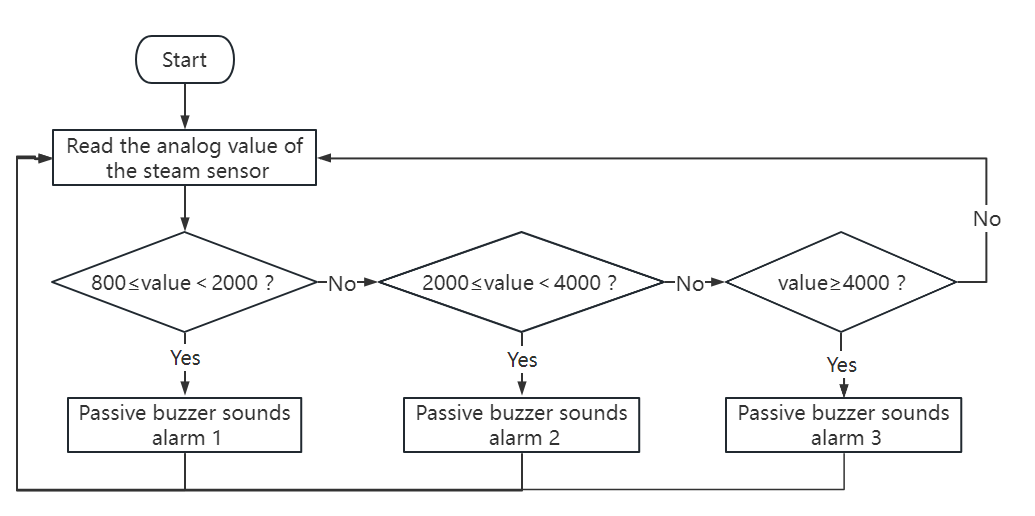 Start
Read the analog value of
the steam sensor
No
800≤value < 2000 ?
No
2000≤value < 4000 ?
No
value≥4000 ?
Yes
Yes
Yes
Passive buzzer sounds
alarm 1
Passive buzzer sounds
alarm 2
Passive buzzer sounds
alarm 3